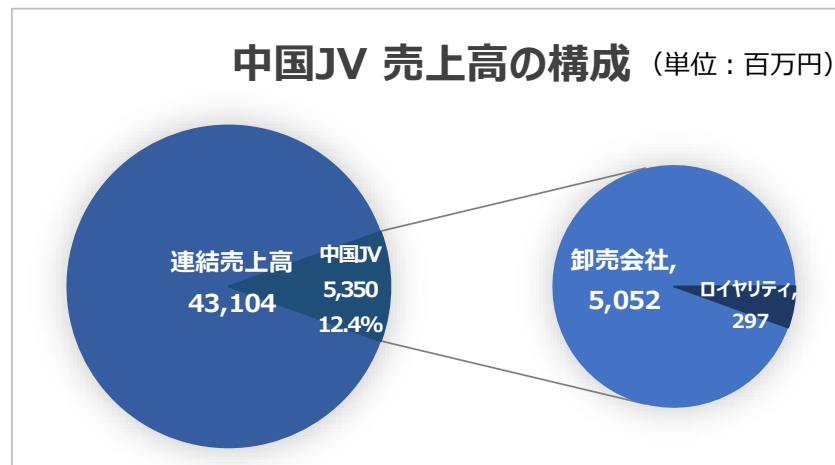 中国JV 売上高の構成（単位：百万円）
連結売上高
43,104
中国JV
5,350
12.4%
卸売会社,
5,052
ロイヤリティ,
297